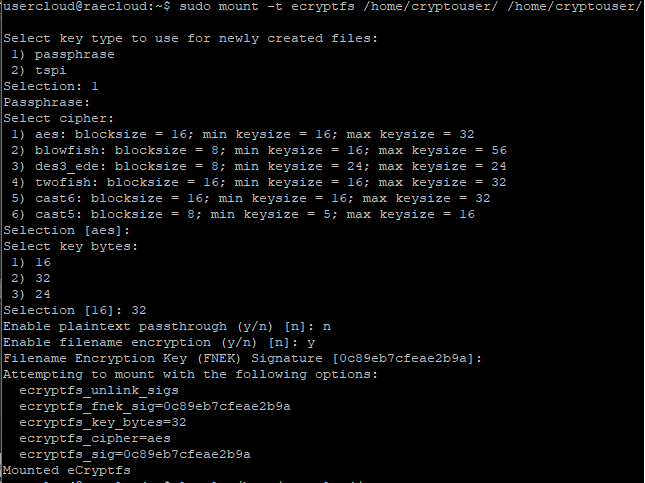 usercloud@raecloud:~$ sudo mount -t ecryptfs /home/cryptouser/ /home/cryptouser/
Select key type to use for newly created files:
1) passphrase
2) tspi
Selection: 1
Passphrase:
Select cipher:
1) aes: blocksize = 16; min keysize = 16; max keysize = 32
2) blowfish: blocksize = 8; min keysize = 16; max keysize = 56
3) des3_ede: blocksize = 8; min keysize = 24; max keysize = 24
4) twofish: blocksize = 16; min keysize = 16; max keysize = 32
5) cast6: blocksize = 16; min keysize = 16; max keysize = 32
6) cast5: blocksize = 8; min keysize = 5; max keysize = 16
Selection [aes]:
Select key bytes:
1) 16
2) 32
3) 24
Selection [16]: 32
Enable plaintext passthrough (y/n) [n]: n
Enable filename encryption (y/n) [n]: y
Filename Encryption Key (FNEK) Signature [0c89eb7cfeae2b9a]:
Attempting to mount with the following options:
ecryptfs_unlink_sigs
ecryptfs_fnek_sig=0c89eb7cfeae2b9a
ecryptfs_key_bytes=32
ecryptfs_cipher=aes
ecryptfs_sig=0c89eb7cfeae2b9a
Mounted eCryptfs